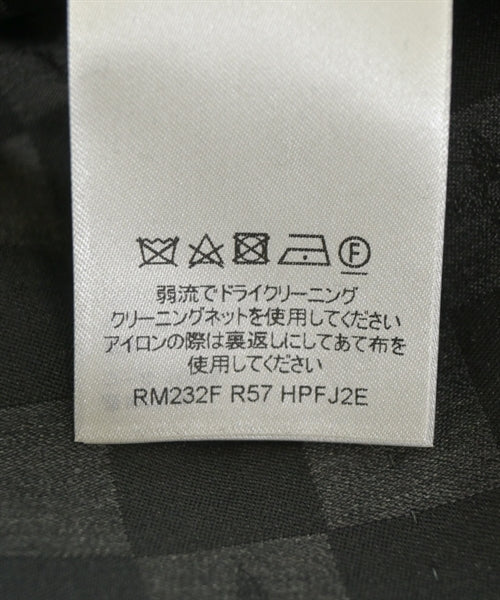 F
弱流でドライクリーニング
クリーニングネットを使用してください
アイロンの際は裏返しにしてあて布を
使用してください
RM232F R57 HPFJ2E